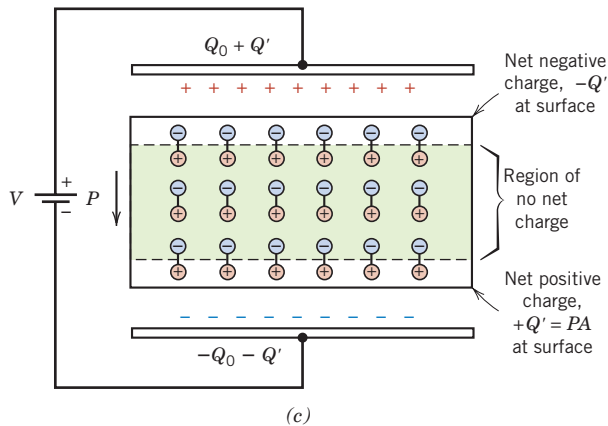 Q₀ + Q′
+ + + + + + + + +
Net negative
charge, −Q′
at surface
− − − − − −
+ + + + + +
V
+
−
P
− − − − − −
+ + + + + +
Region of
no net
charge
− − − − − −
+ + + + + +
Net positive
charge,
+Q′ = PA
at surface
− − − − − − − − −
−Q₀ − Q′
(c)